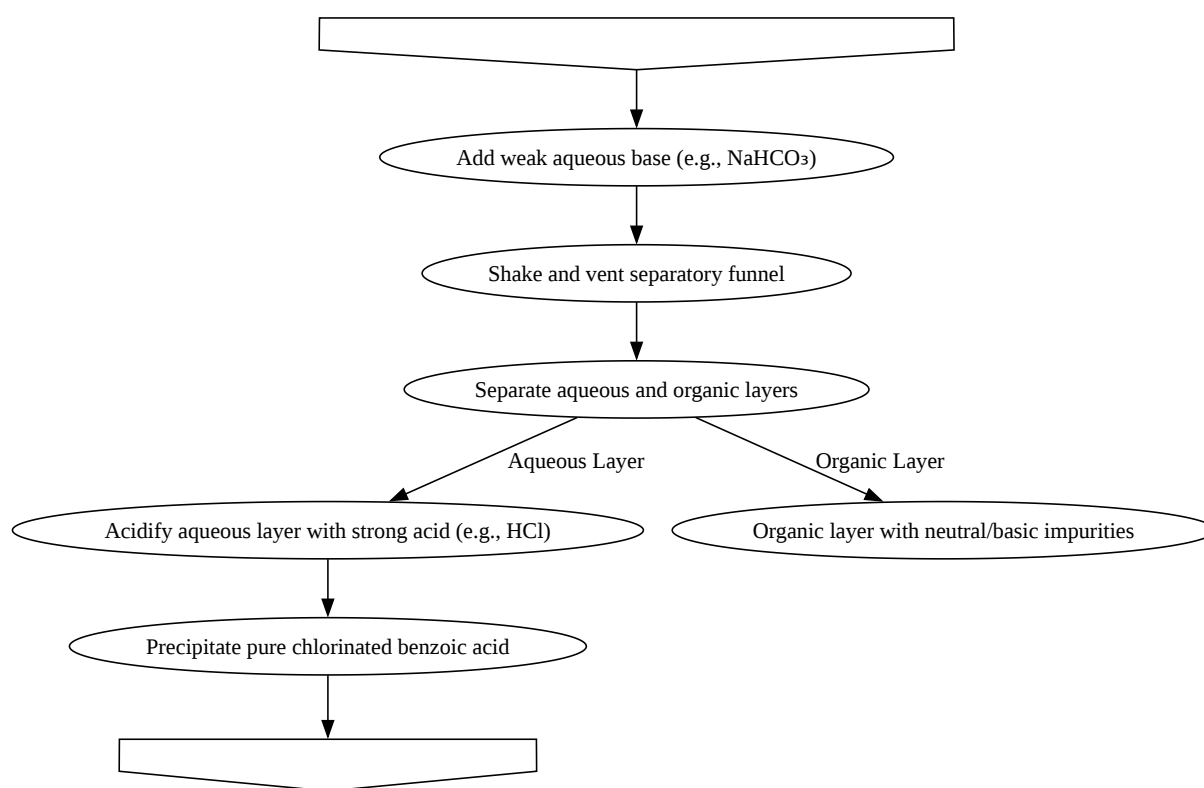 Add weak aqueous base (e.g., NaHCO₃)
Shake and vent separatory funnel
Separate aqueous and organic layers
Aqueous Layer
Organic Layer
Acidify aqueous layer with strong acid (e.g., HCl)
Organic layer with neutral/basic impurities
Precipitate pure chlorinated benzoic acid